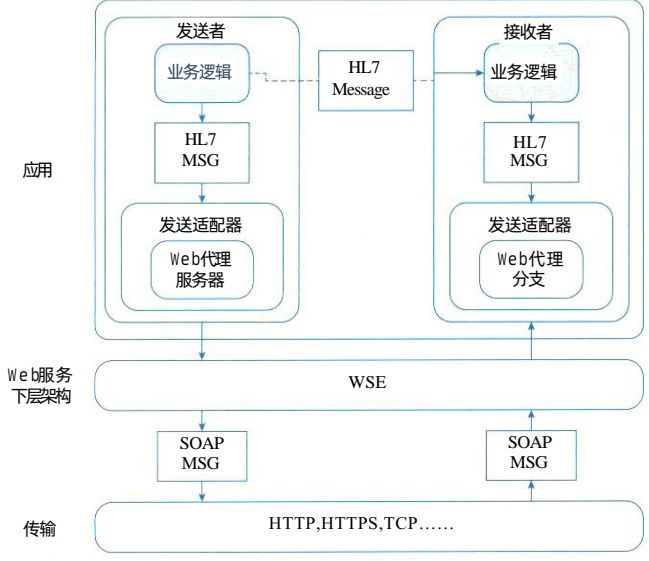 发送者
接收者
业务逻辑
HL7
Message
业务逻辑
HL7
MSG
HL7
MSG
应用
发送适配器
发送适配器
Web代理
服务器
Web代理
分支
Web服务
下层架构
WSE
SOAP
MSG
SOAP
MSG
传输
HTTP,HTTPS,TCP……